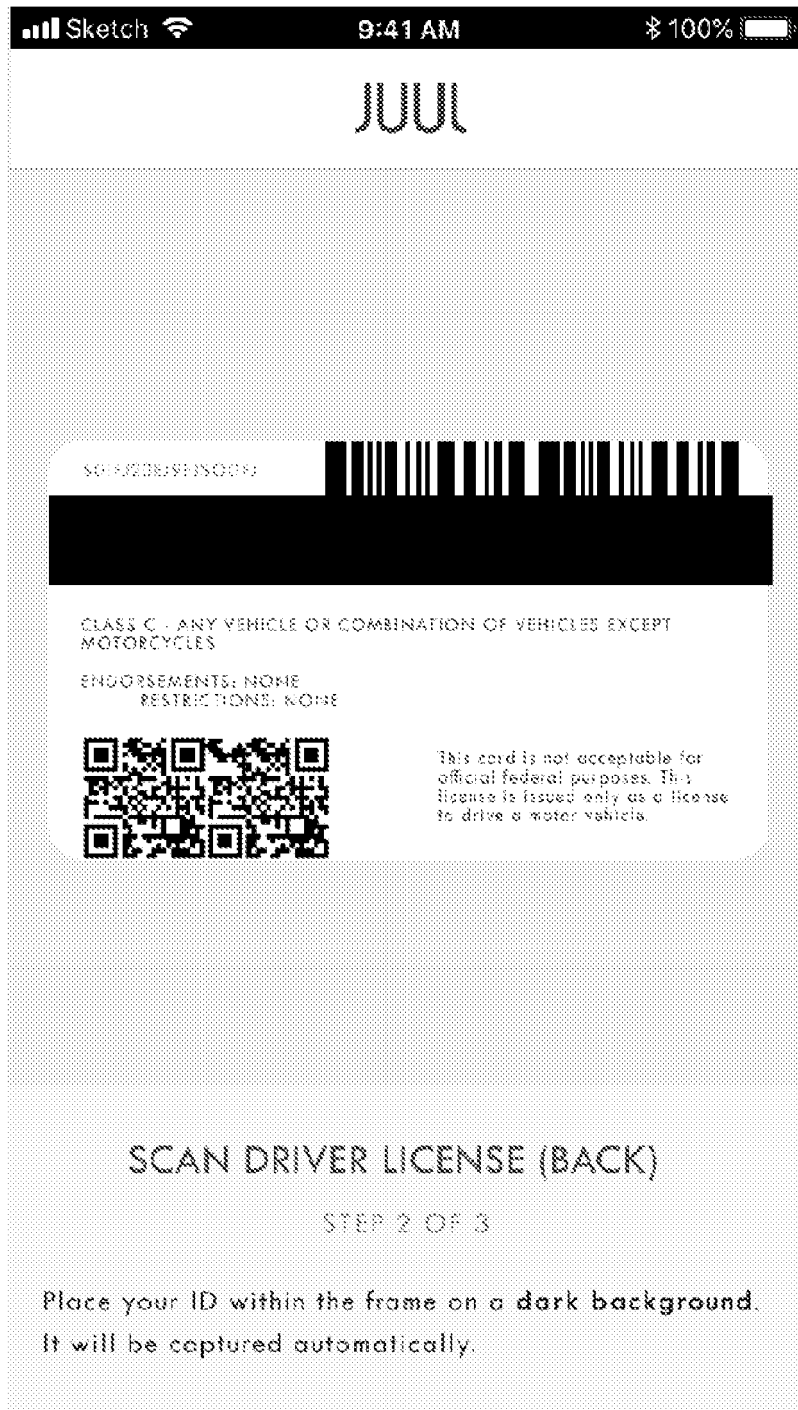 Sketch 9:41 AM 100%
JUUL
CLASS C - ANY VEHICLE OR COMBINATION OF VEHICLES EXCEPT
MOTORCYCLES
ENDORSEMENTS: NONE
RESTRICTIONS: NONE
This card is not acceptable for
official federal purposes. This
license is issued only as a license
to drive a motor vehicle.
SCAN DRIVER LICENSE (BACK)
STEP 2 OF 3
Place your ID within the frame on a dark background.
It will be captured automatically.